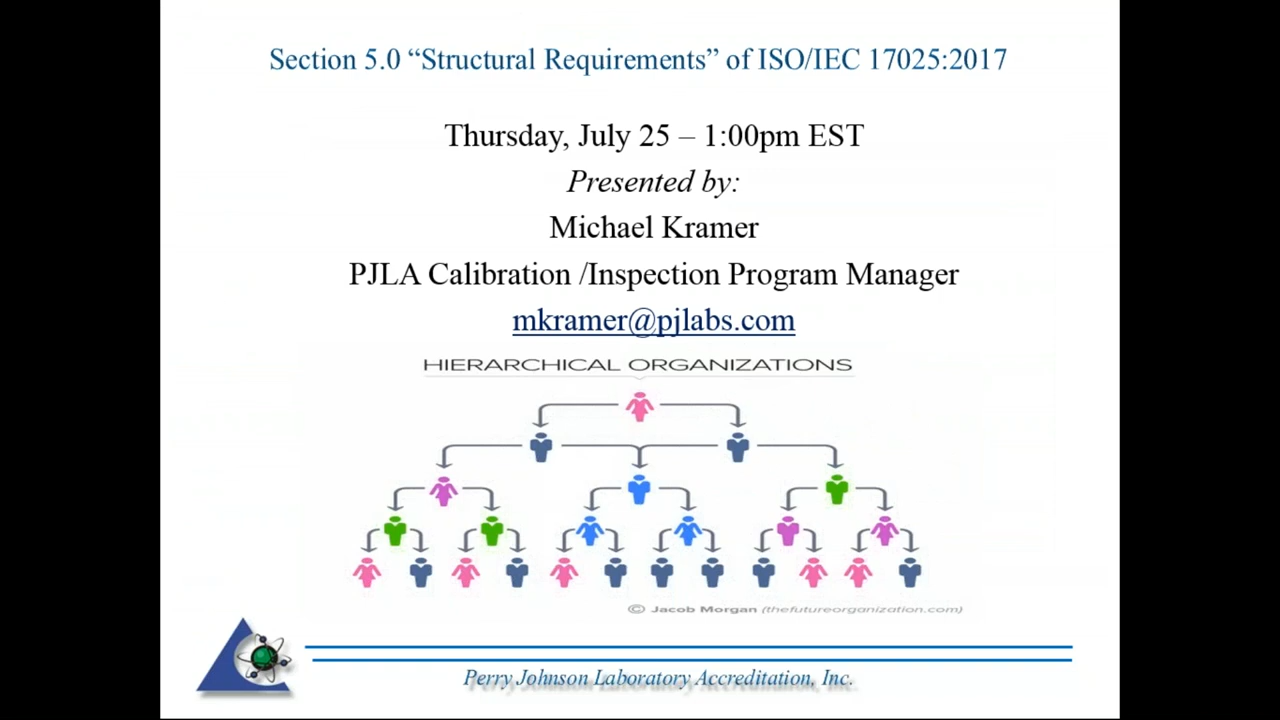 Section 5.0 “Structural Requirements” of ISO/IEC 17025:2017
Thursday, July 25 – 1:00pm EST
Presented by:
Michael Kramer
PJLA Calibration /Inspection Program Manager
mkramer@pjlabs.com
HIERARCHICAL ORGANIZATIONS
© Jacob Morgan (thefutureorganization.com)
Perry Johnson Laboratory Accreditation, Inc.